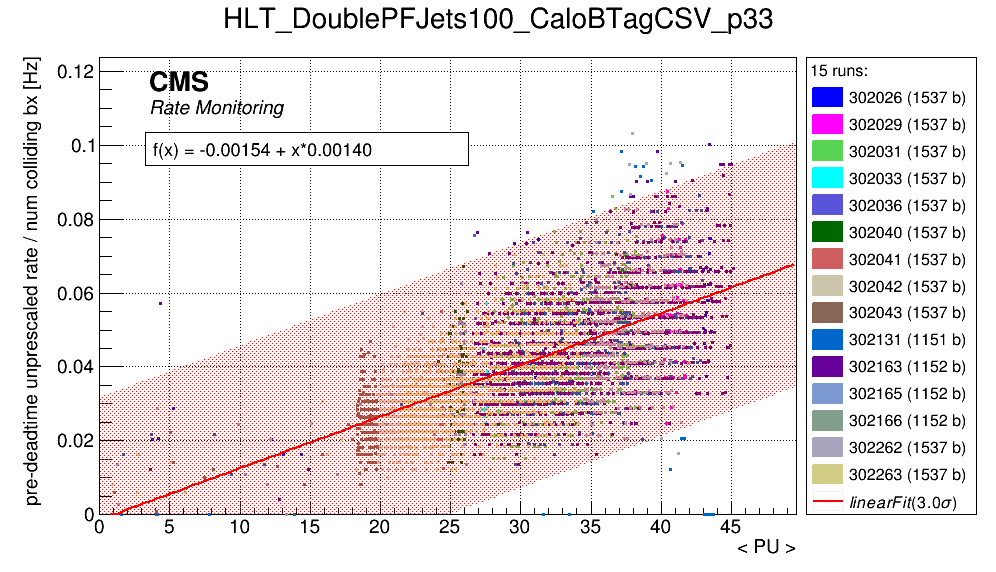 HLT_DoublePFJets100_CaloBTagCSV_p33
pre-deadtime unprescaled rate / num colliding bx [Hz]
CMS
Rate Monitoring
f(x) = -0.00154 + x*0.00140
0.12
0.1
0.08
0.06
0.04
0.02
0
0 5 10 15 20 25 30 35 40 45
< PU >
15 runs:
302026 (1537 b)
302029 (1537 b)
302031 (1537 b)
302033 (1537 b)
302036 (1537 b)
302040 (1537 b)
302041 (1537 b)
302042 (1537 b)
302043 (1537 b)
302131 (1151 b)
302163 (1152 b)
302165 (1152 b)
302166 (1152 b)
302262 (1537 b)
302263 (1537 b)
linearFit(3.0σ)